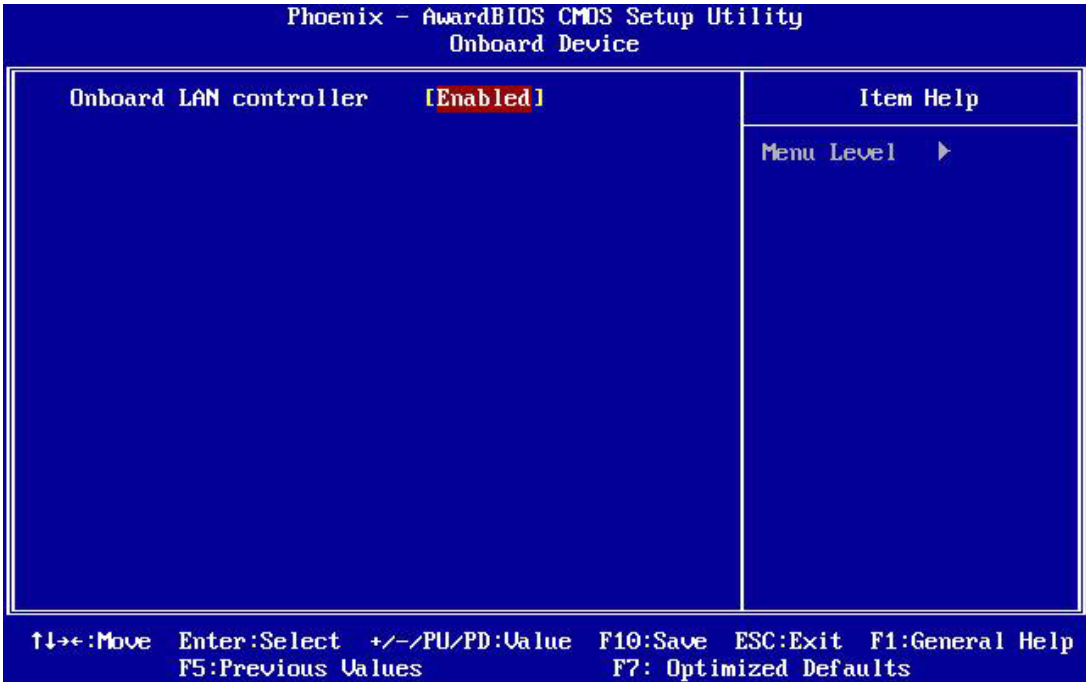 Phoenix - AwardBIOS CMOS Setup Utility
Onboard Device
Onboard LAN controller [Enabled]
Item Help
Menu Level ▶
↑↓→←:Move Enter:Select +/-/PU/PD:Value F10:Save ESC:Exit F1:General Help
F5:Previous Values F7: Optimized Defaults